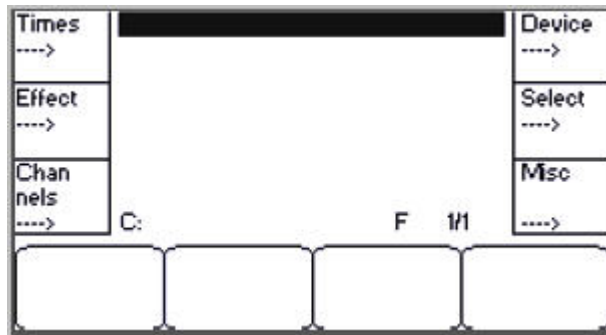 Times
---->
Effect
---->
Chan
nels
---->
C:
F 1/1
Device
---->
Select
---->
Misc
---->